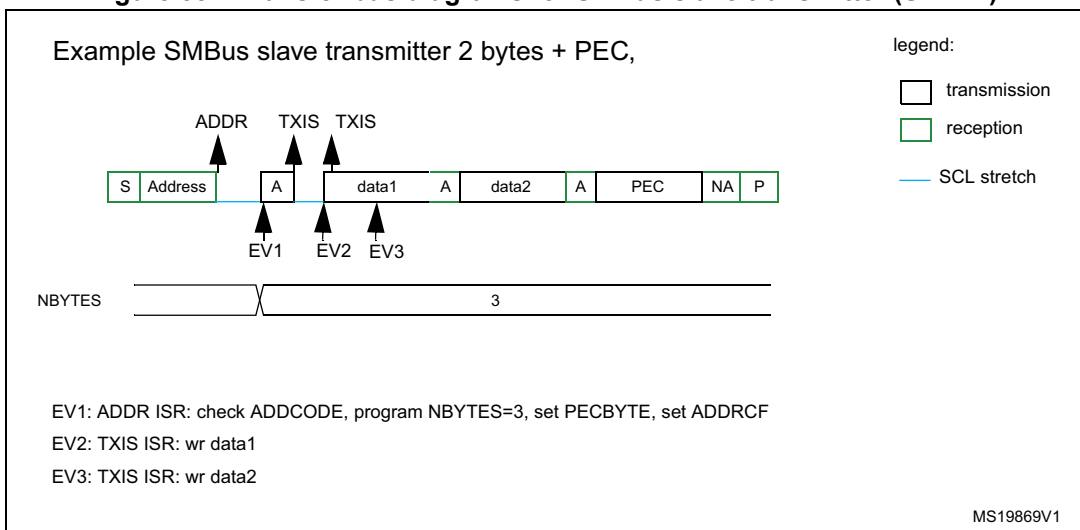 Example SMBus slave transmitter 2 bytes + PEC,
legend:
transmission
reception
SCL stretch
ADDR TXIS TXIS
S Address A data1 A data2 A PEC NA P
EV1 EV2 EV3
NBYTES 3
EV1: ADDR ISR: check ADDCODE, program NBYTES=3, set PECBYTE, set ADDRCF
EV2: TXIS ISR: wr data1
EV3: TXIS ISR: wr data2
MS19869V1